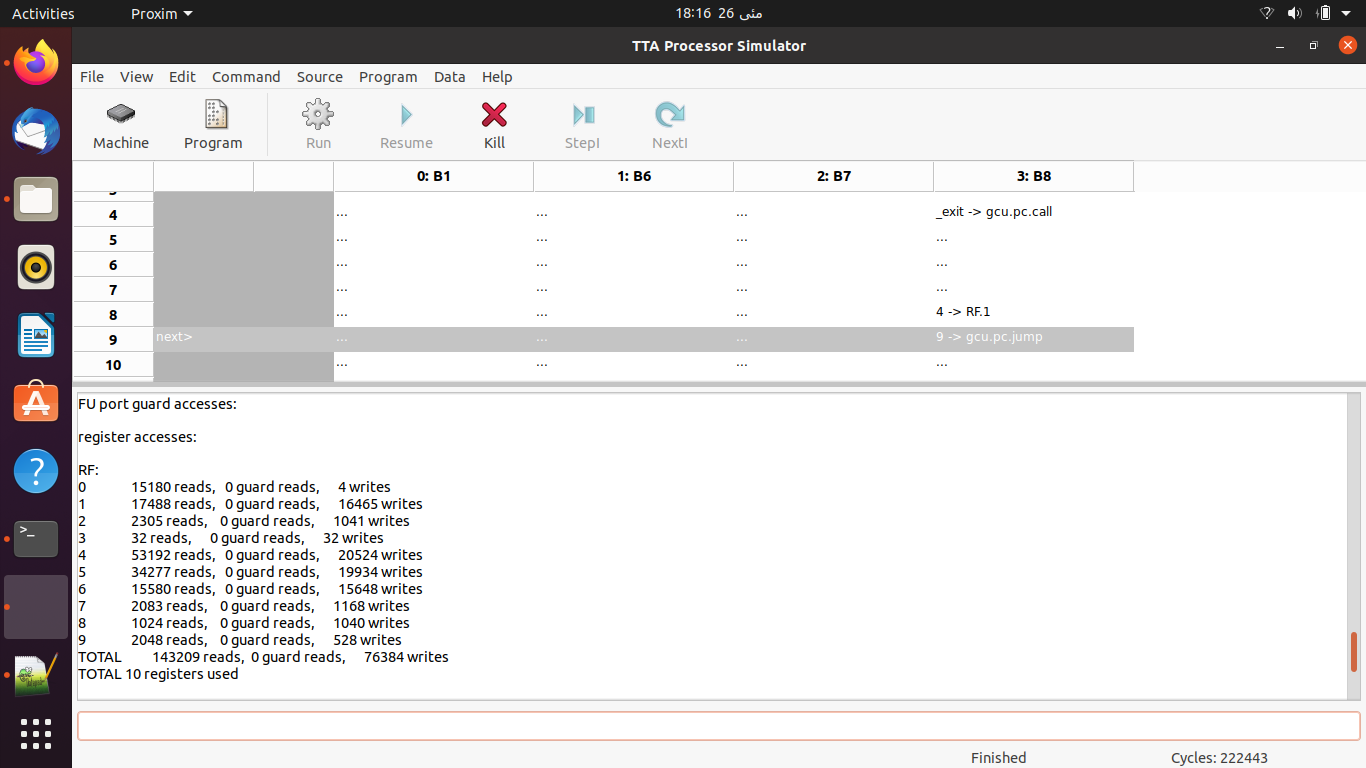 Activities
Proxim
18:16 26 مئی
TTA Processor Simulator
File View Edit Command Source Program Data Help
Machine Program Run Resume Kill StepI NextI
0: B1 1: B6 2: B7 3: B8
4 ... ... ... _exit -> gcu.pc.call
5 ... ... ... ...
6 ... ... ... ...
7 ... ... ... ...
8 ... ... ... 4 -> RF.1
9 next> ... ... ... 9 -> gcu.pc.jump
10 ... ... ... ...
FU port guard accesses:
register accesses:
RF:
0 15180 reads, 0 guard reads, 4 writes
1 17488 reads, 0 guard reads, 16465 writes
2 2305 reads, 0 guard reads, 1041 writes
3 32 reads, 0 guard reads, 32 writes
4 53192 reads, 0 guard reads, 20524 writes
5 34277 reads, 0 guard reads, 19934 writes
6 15580 reads, 0 guard reads, 15648 writes
7 2083 reads, 0 guard reads, 1168 writes
8 1024 reads, 0 guard reads, 1040 writes
9 2048 reads, 0 guard reads, 528 writes
TOTAL 143209 reads, 0 guard reads, 76384 writes
TOTAL 10 registers used
Finished
Cycles: 222443